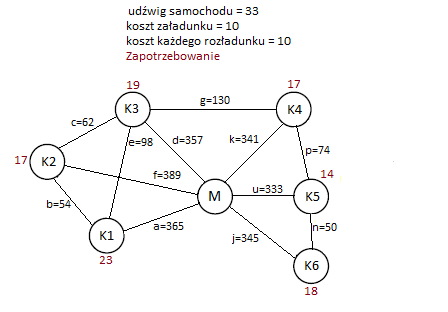 udźwig samochodu = 33
koszt załadunku = 10
koszt każdego rozładunku = 10
Zapotrzebowanie
19
17
K3
g=130
K4
c=62
e=98
d=357
k=341
p=74
17
K2
14
f=389
M
u=333
K5
b=54
a=365
n=50
K1
j=345
23
K6
18